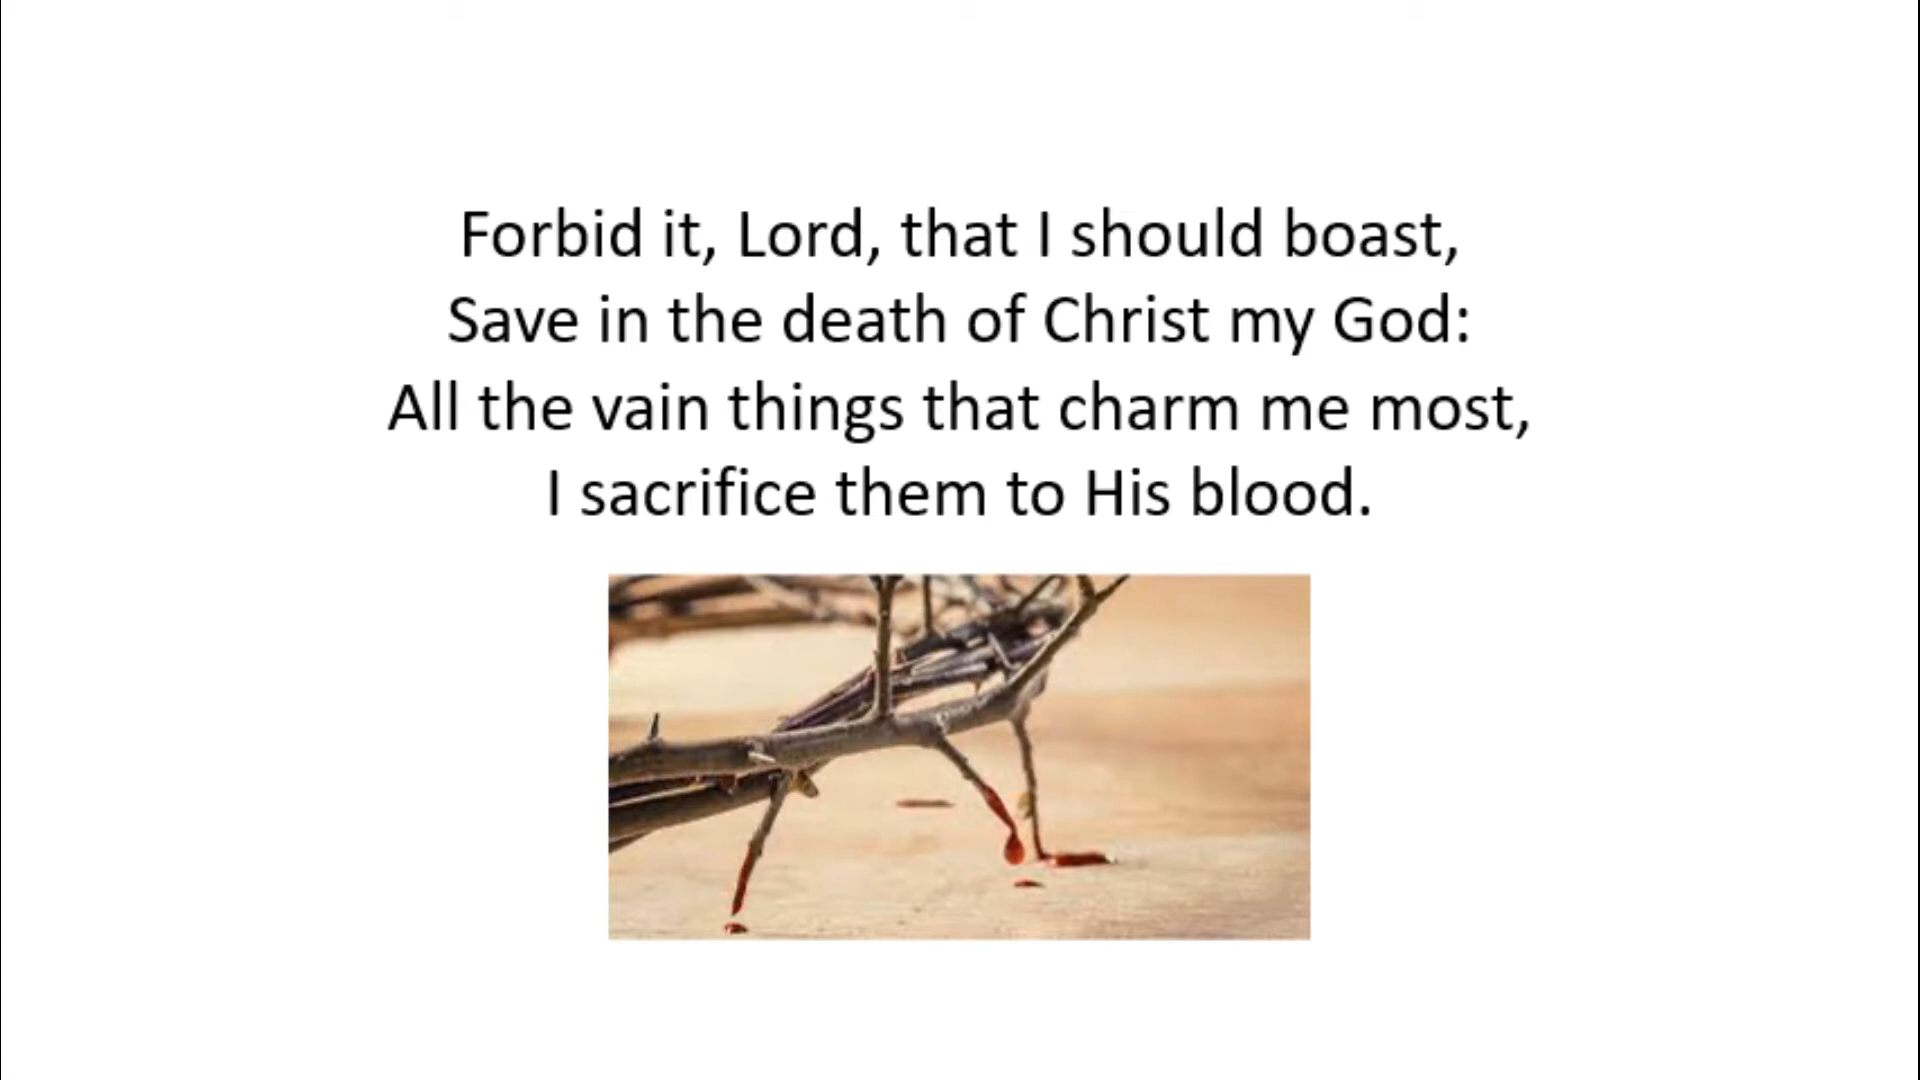 Forbid it, Lord, that I should boast,
Save in the death of Christ my God:
All the vain things that charm me most,
I sacrifice them to His blood.